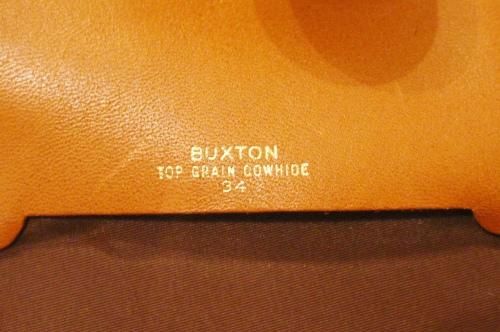 BUXTON
TOP GRAIN COWHIDE
34